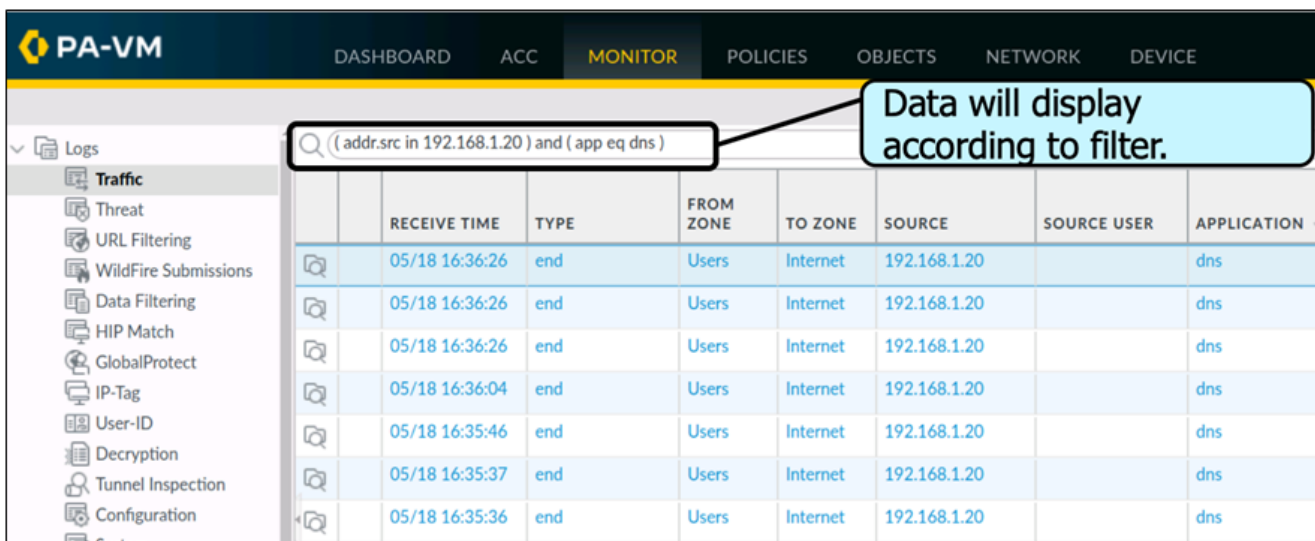 PA-VM
DASHBOARD ACC MONITOR POLICIES OBJECTS NETWORK DEVICE
Data will display
according to filter.
Logs
( addr.src in 192.168.1.20 ) and ( app eq dns )
Traffic
Threat
URL Filtering
WildFire Submissions
Data Filtering
HIP Match
GlobalProtect
IP-Tag
User-ID
Decryption
Tunnel Inspection
Configuration
RECEIVE TIME TYPE FROM ZONE TO ZONE SOURCE SOURCE USER APPLICATION
05/18 16:36:26 end Users Internet 192.168.1.20 dns
05/18 16:36:26 end Users Internet 192.168.1.20 dns
05/18 16:36:26 end Users Internet 192.168.1.20 dns
05/18 16:36:04 end Users Internet 192.168.1.20 dns
05/18 16:35:46 end Users Internet 192.168.1.20 dns
05/18 16:35:37 end Users Internet 192.168.1.20 dns
05/18 16:35:36 end Users Internet 192.168.1.20 dns